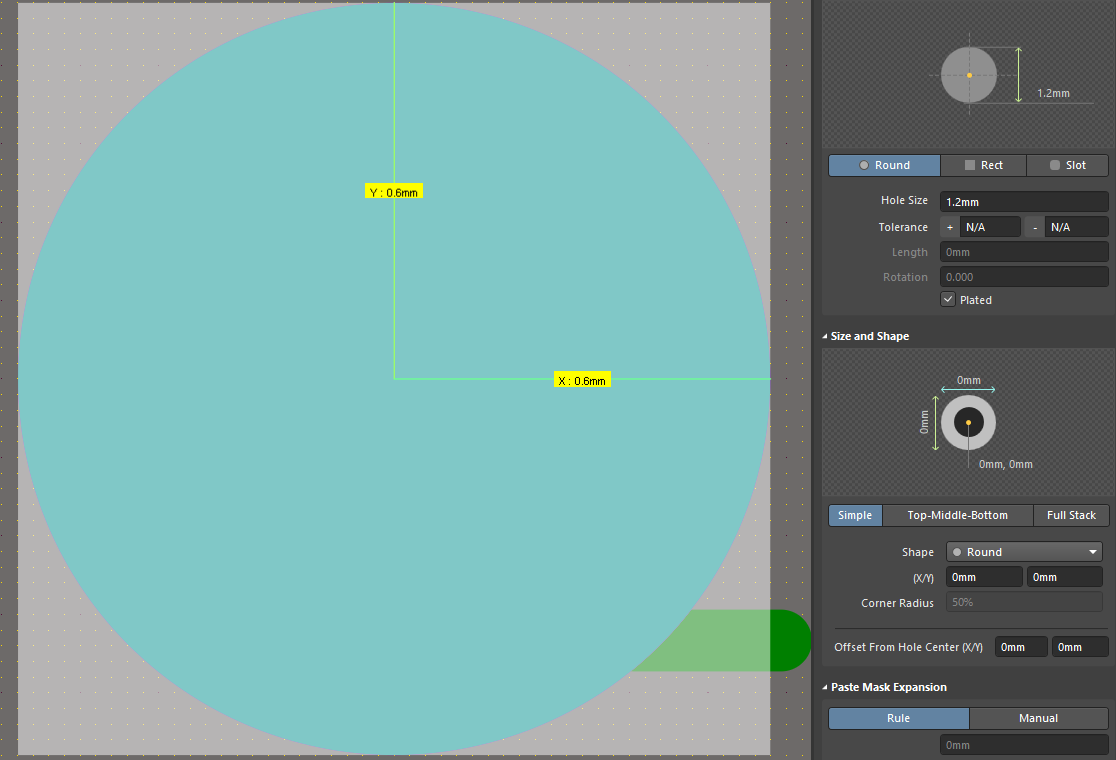 Y : 0.6mm
X : 0.6mm
1.2mm
Round Rect Slot
Hole Size 1.2mm
Tolerance + N/A - N/A
Length 0mm
Rotation 0.000
Plated
Size and Shape
0mm
0mm
0mm, 0mm
Simple Top-Middle-Bottom Full Stack
Shape Round
(X/Y) 0mm 0mm
Corner Radius 50%
Offset From Hole Center (X/Y) 0mm 0mm
Paste Mask Expansion
Rule Manual
0mm